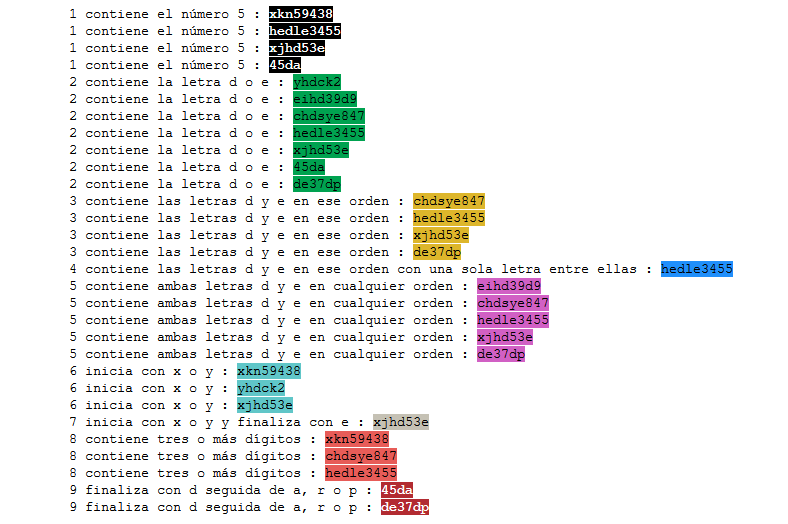 1 contiene el número 5 : xkn59438
1 contiene el número 5 : hedle3455
1 contiene el número 5 : xjhd53e
1 contiene el número 5 : 45da
2 contiene la letra d o e : yhdck2
2 contiene la letra d o e : eihd39d9
2 contiene la letra d o e : chdsye847
2 contiene la letra d o e : hedle3455
2 contiene la letra d o e : xjhd53e
2 contiene la letra d o e : 45da
2 contiene la letra d o e : de37dp
3 contiene las letras d y e en ese orden : chdsye847
3 contiene las letras d y e en ese orden : hedle3455
3 contiene las letras d y e en ese orden : xjhd53e
3 contiene las letras d y e en ese orden : de37dp
4 contiene las letras d y e en ese orden con una sola letra entre ellas : hedle3455
5 contiene ambas letras d y e en cualquier orden : eihd39d9
5 contiene ambas letras d y e en cualquier orden : chdsye847
5 contiene ambas letras d y e en cualquier orden : hedle3455
5 contiene ambas letras d y e en cualquier orden : xjhd53e
5 contiene ambas letras d y e en cualquier orden : de37dp
6 inicia con x o y : xkn59438
6 inicia con x o y : yhdck2
6 inicia con x o y : xjhd53e
7 inicia con x o y y finaliza con e : xjhd53e
8 contiene tres o más dígitos : xkn59438
8 contiene tres o más dígitos : chdsye847
8 contiene tres o más dígitos : hedle3455
9 finaliza con d seguida de a, r o p : 45da
9 finaliza con d seguida de a, r o p : de37dp